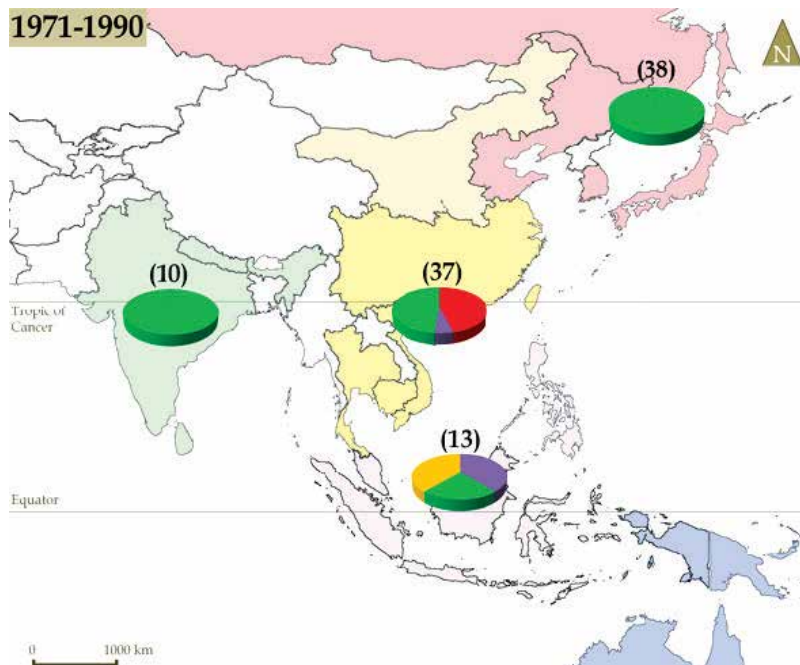 1971-1990
N
(38)
(10)
(37)
Tropic of
Cancer
(13)
Equator
0 1000 km